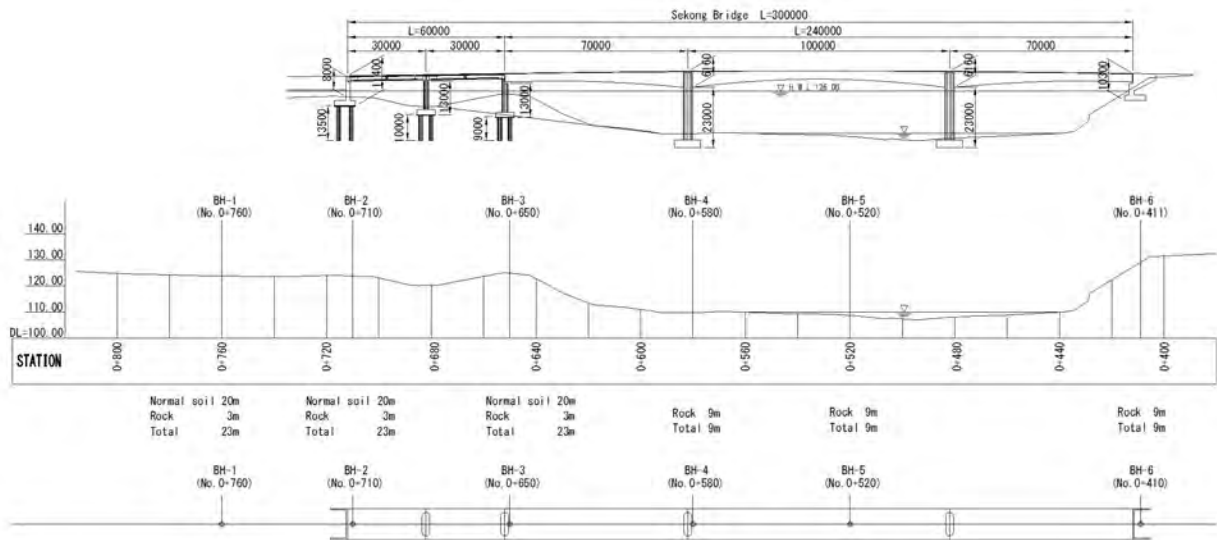 Sekong Bridge L=300000
L=60000 L=240000
30000 30000 70000 100000 70000
8000 1400 13000 13000 6150 6150 10300
H.W.L 126.00
13500 10000 9000 23000 23000
BH-1 BH-2 BH-3 BH-4 BH-5 BH-6
(No. 0+760) (No. 0+710) (No. 0+650) (No. 0+580) (No. 0+520) (No. 0+411)
140.00
130.00
120.00
110.00
DL=100.00
STATION 0+800 0+760 0+720 0+680 0+640 0+600 0+560 0+520 0+480 0+440 0+400
Normal soil 20m Normal soil 20m Normal soil 20m
Rock 3m Rock 3m Rock 3m Rock 9m Rock 9m Rock 9m
Total 23m Total 23m Total 23m Total 9m Total 9m Total 9m
BH-1 BH-2 BH-3 BH-4 BH-5 BH-6
(No. 0+760) (No. 0+710) (No. 0+650) (No. 0+580) (No. 0+520) (No. 0+410)